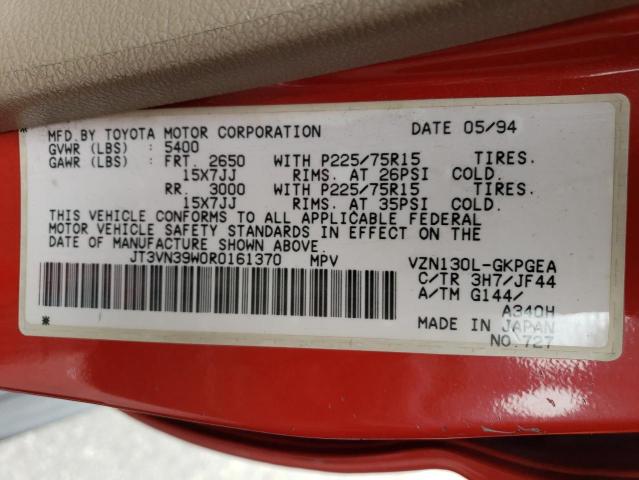 MFD.BY TOYOTA MOTOR CORPORATION DATE 05/94
GVWR (LBS) : 5400
GAWR (LBS) : FRT. 2650 WITH P225/75R15 TIRES.
15X7JJ RIMS. AT 26PSI COLD.
RR. 3000 WITH P225/75R15 TIRES.
15X7JJ RIMS. AT 35PSI COLD.
THIS VEHICLE CONFORMS TO ALL APPLICABLE FEDERAL
MOTOR VEHICLE SAFETY STANDARDS IN EFFECT ON THE
DATE OF MANUFACTURE SHOWN ABOVE.
JT3VN39W0R0161370 MPV VZN130L-GKPGEA
C/TR 3H7/JF44
A/TM G144/
A340H
MADE IN JAPAN
NO.727